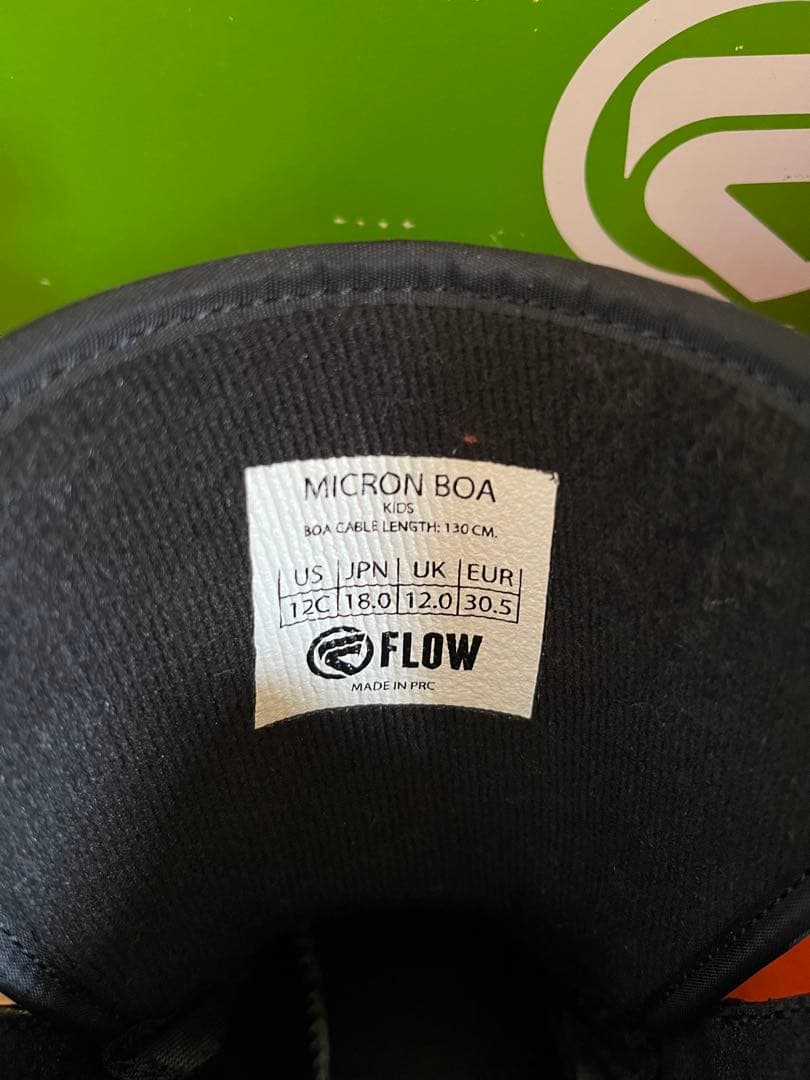 MICRON BOA
KIDS
BOA CABLE LENGTH: 130 CM.
US JPN UK EUR
12C 18.0 12.0 30.5
FLOW
MADE IN PRC